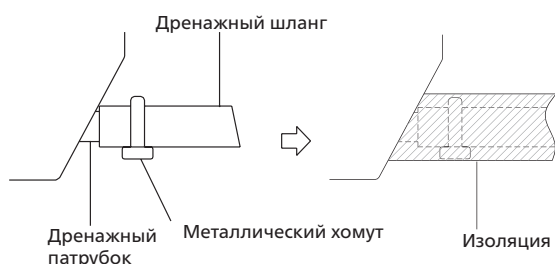 Дренажный шланг
Металлический хомут
Дренажный
патрубок
Изоляция